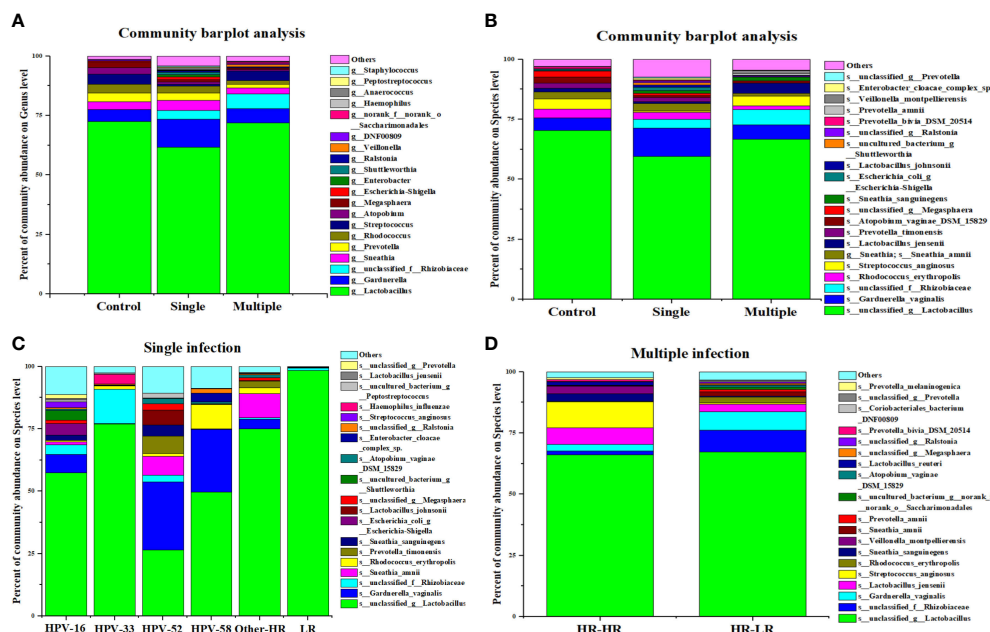 A
Community barplot analysis
Percent of community abundance on Genus level
100
75
50
25
0
Control
Single
Multiple
Others
g__Staphylococcus
g__Peptostreptococcus
g__Anaerococcus
g__Haemophilus
g__norank_f__norank_o
__Saccharimonadales
g__DNF00809
g__Veillonella
g__Ralstonia
g__Shuttleworthia
g__Enterobacter
g__Escherichia-Shigella
g__Megasphaera
g__Atopobium
g__Streptococcus
g__Rhodococcus
g__Prevotella
g__Sneathia
g__unclassified_f__Rhizobiaceae
g__Gardnerella
g__Lactobacillus
B
Community barplot analysis
Percent of community abundance on Species level
100
75
50
25
0
Control
Single
Multiple
Others
s__unclassified_g__Prevotella
s__Enterobacter_cloacae_complex_sp
s__Veillonella_montpellierensis
s__Prevotella_amnii
s__Prevotella_bivia_DSM_20514
s__unclassified_g__Ralstonia
s__uncultured_bacterium_g
__Shuttleworthia
s__Lactobacillus_johnsonii
s__Escherichia_coli_g
__Escherichia-Shigella
s__Sneathia_sanguinegens
s__unclassified_g__Megasphaera
s__Atopobium_vaginae_DSM_15829
s__Prevotella_timonensis
s__Lactobacillus_jensenii
g__Sneathia; s__Sneathia_amnii
s__Streptococcus_anginosus
s__Rhodococcus_erythropolis
s__unclassified_f__Rhizobiaceae
s__Gardnerella_vaginalis
s__unclassified_g__Lactobacillus
C
Single infection
Percent of community abundance on Species level
100
75
50
25
0
HPV-16
HPV-33
HPV-52
HPV-58
Other-HR
LR
Others
s__unclassified_g__Prevotella
s__Lactobacillus_jensenii
s__uncultured_bacterium_g
__Peptostreptococcus
s__Haemophilus_influenzae
s__Streptococcus_anginosus
s__unclassified_g__Ralstonia
s__Enterobacter_cloacae
_complex_sp.
s__Atopobium_vaginae
_DSM_15829
s__uncultured_bacterium_g
__Shuttleworthia
s__unclassified_g__Megasphaera
s__Lactobacillus_johnsonii
s__Escherichia_coli_g
__Escherichia-Shigella
s__Sneathia_sanguinegens
s__Prevotella_timonensis
s__Rhodococcus_erythropolis
s__Sneathia_amnii
s__unclassified_f__Rhizobiaceae
s__Gardnerella_vaginalis
s__unclassified_g__Lactobacillus
D
Multiple infection
Percent of community abundance on Species level
100
75
50
25
0
HR-HR
HR-LR
Others
s__Prevotella_melaninogenica
s__unclassified_g__Prevotella
s__Coriobacteriales_bacterium
_DNF00809
s__Prevotella_bivia_DSM_20514
s__unclassified_g__Ralstonia
s__unclassified_g__Megasphaera
s__Lactobacillus_reuteri
s__Atopobium_vaginae
_DSM_15829
s__uncultured_bacterium_g__norank_
_norank_o__Saccharimonadales
s__Prevotella_amnii
s__Sneathia_amnii
s__Veillonella_montpellierensis
s__Sneathia_sanguinegens
s__Rhodococcus_erythropolis
s__Streptococcus_anginosus
s__Lactobacillus_jensenii
s__Gardnerella_vaginalis
s__unclassified_f__Rhizobiaceae
s__unclassified_g__Lactobacillus